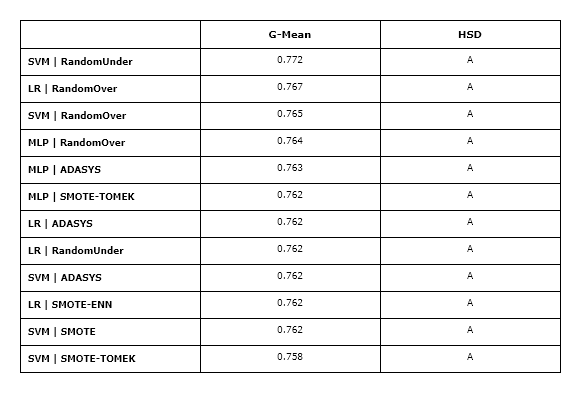 G-Mean HSD
SVM | RandomUnder 0.772 A
LR | RandomOver 0.767 A
SVM | RandomOver 0.765 A
MLP | RandomOver 0.764 A
MLP | ADASYS 0.763 A
MLP | SMOTE-TOMEK 0.762 A
LR | ADASYS 0.762 A
LR | RandomUnder 0.762 A
SVM | ADASYS 0.762 A
LR | SMOTE-ENN 0.762 A
SVM | SMOTE 0.762 A
SVM | SMOTE-TOMEK 0.758 A